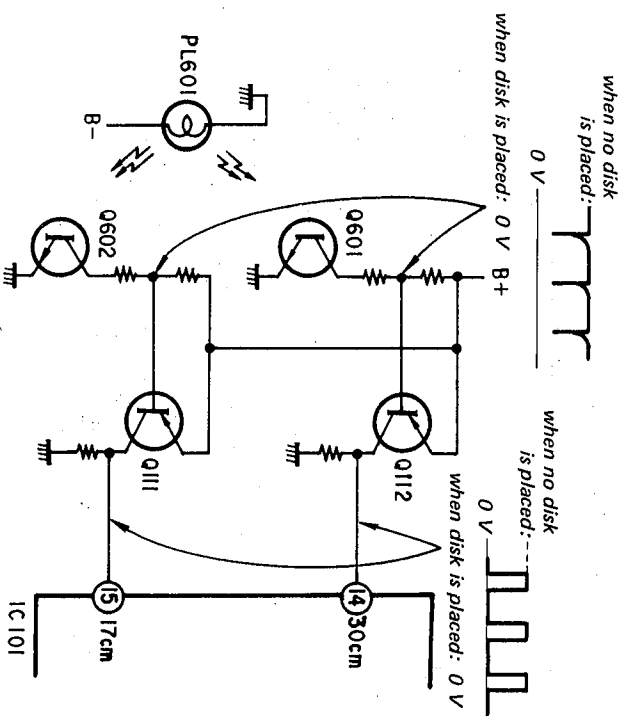 when no disk
is placed:
0 V
when disk is placed: 0 V
PL601
B-
Q602
Q601
B+
when no disk
is placed:
0 V
when disk is placed: 0 V
Q111
Q112
15
17cm
14
30cm
IC101